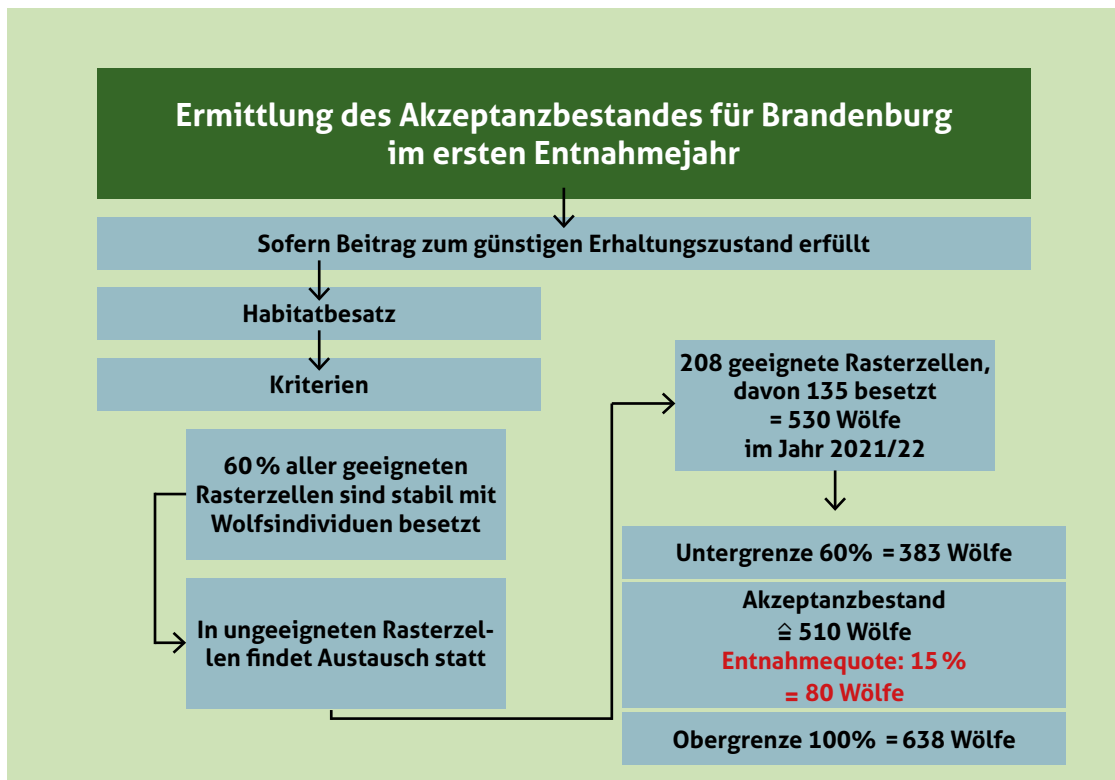 Ermittlung des Akzeptanzbestandes für Brandenburg
im ersten Entnahmejahr
Sofern Beitrag zum günstigen Erhaltungszustand erfüllt
Habitatbesatz
Kriterien
60 % aller geeigneten
Rasterzellen sind stabil mit
Wolfsindividuen besetzt
In ungeeigneten Rasterzel-
len findet Austausch statt
208 geeignete Rasterzellen,
davon 135 besetzt
= 530 Wölfe
im Jahr 2021/22
Untergrenze 60% = 383 Wölfe
Akzeptanzbestand
≙ 510 Wölfe
Entnahmequote: 15 %
= 80 Wölfe
Obergrenze 100% = 638 Wölfe